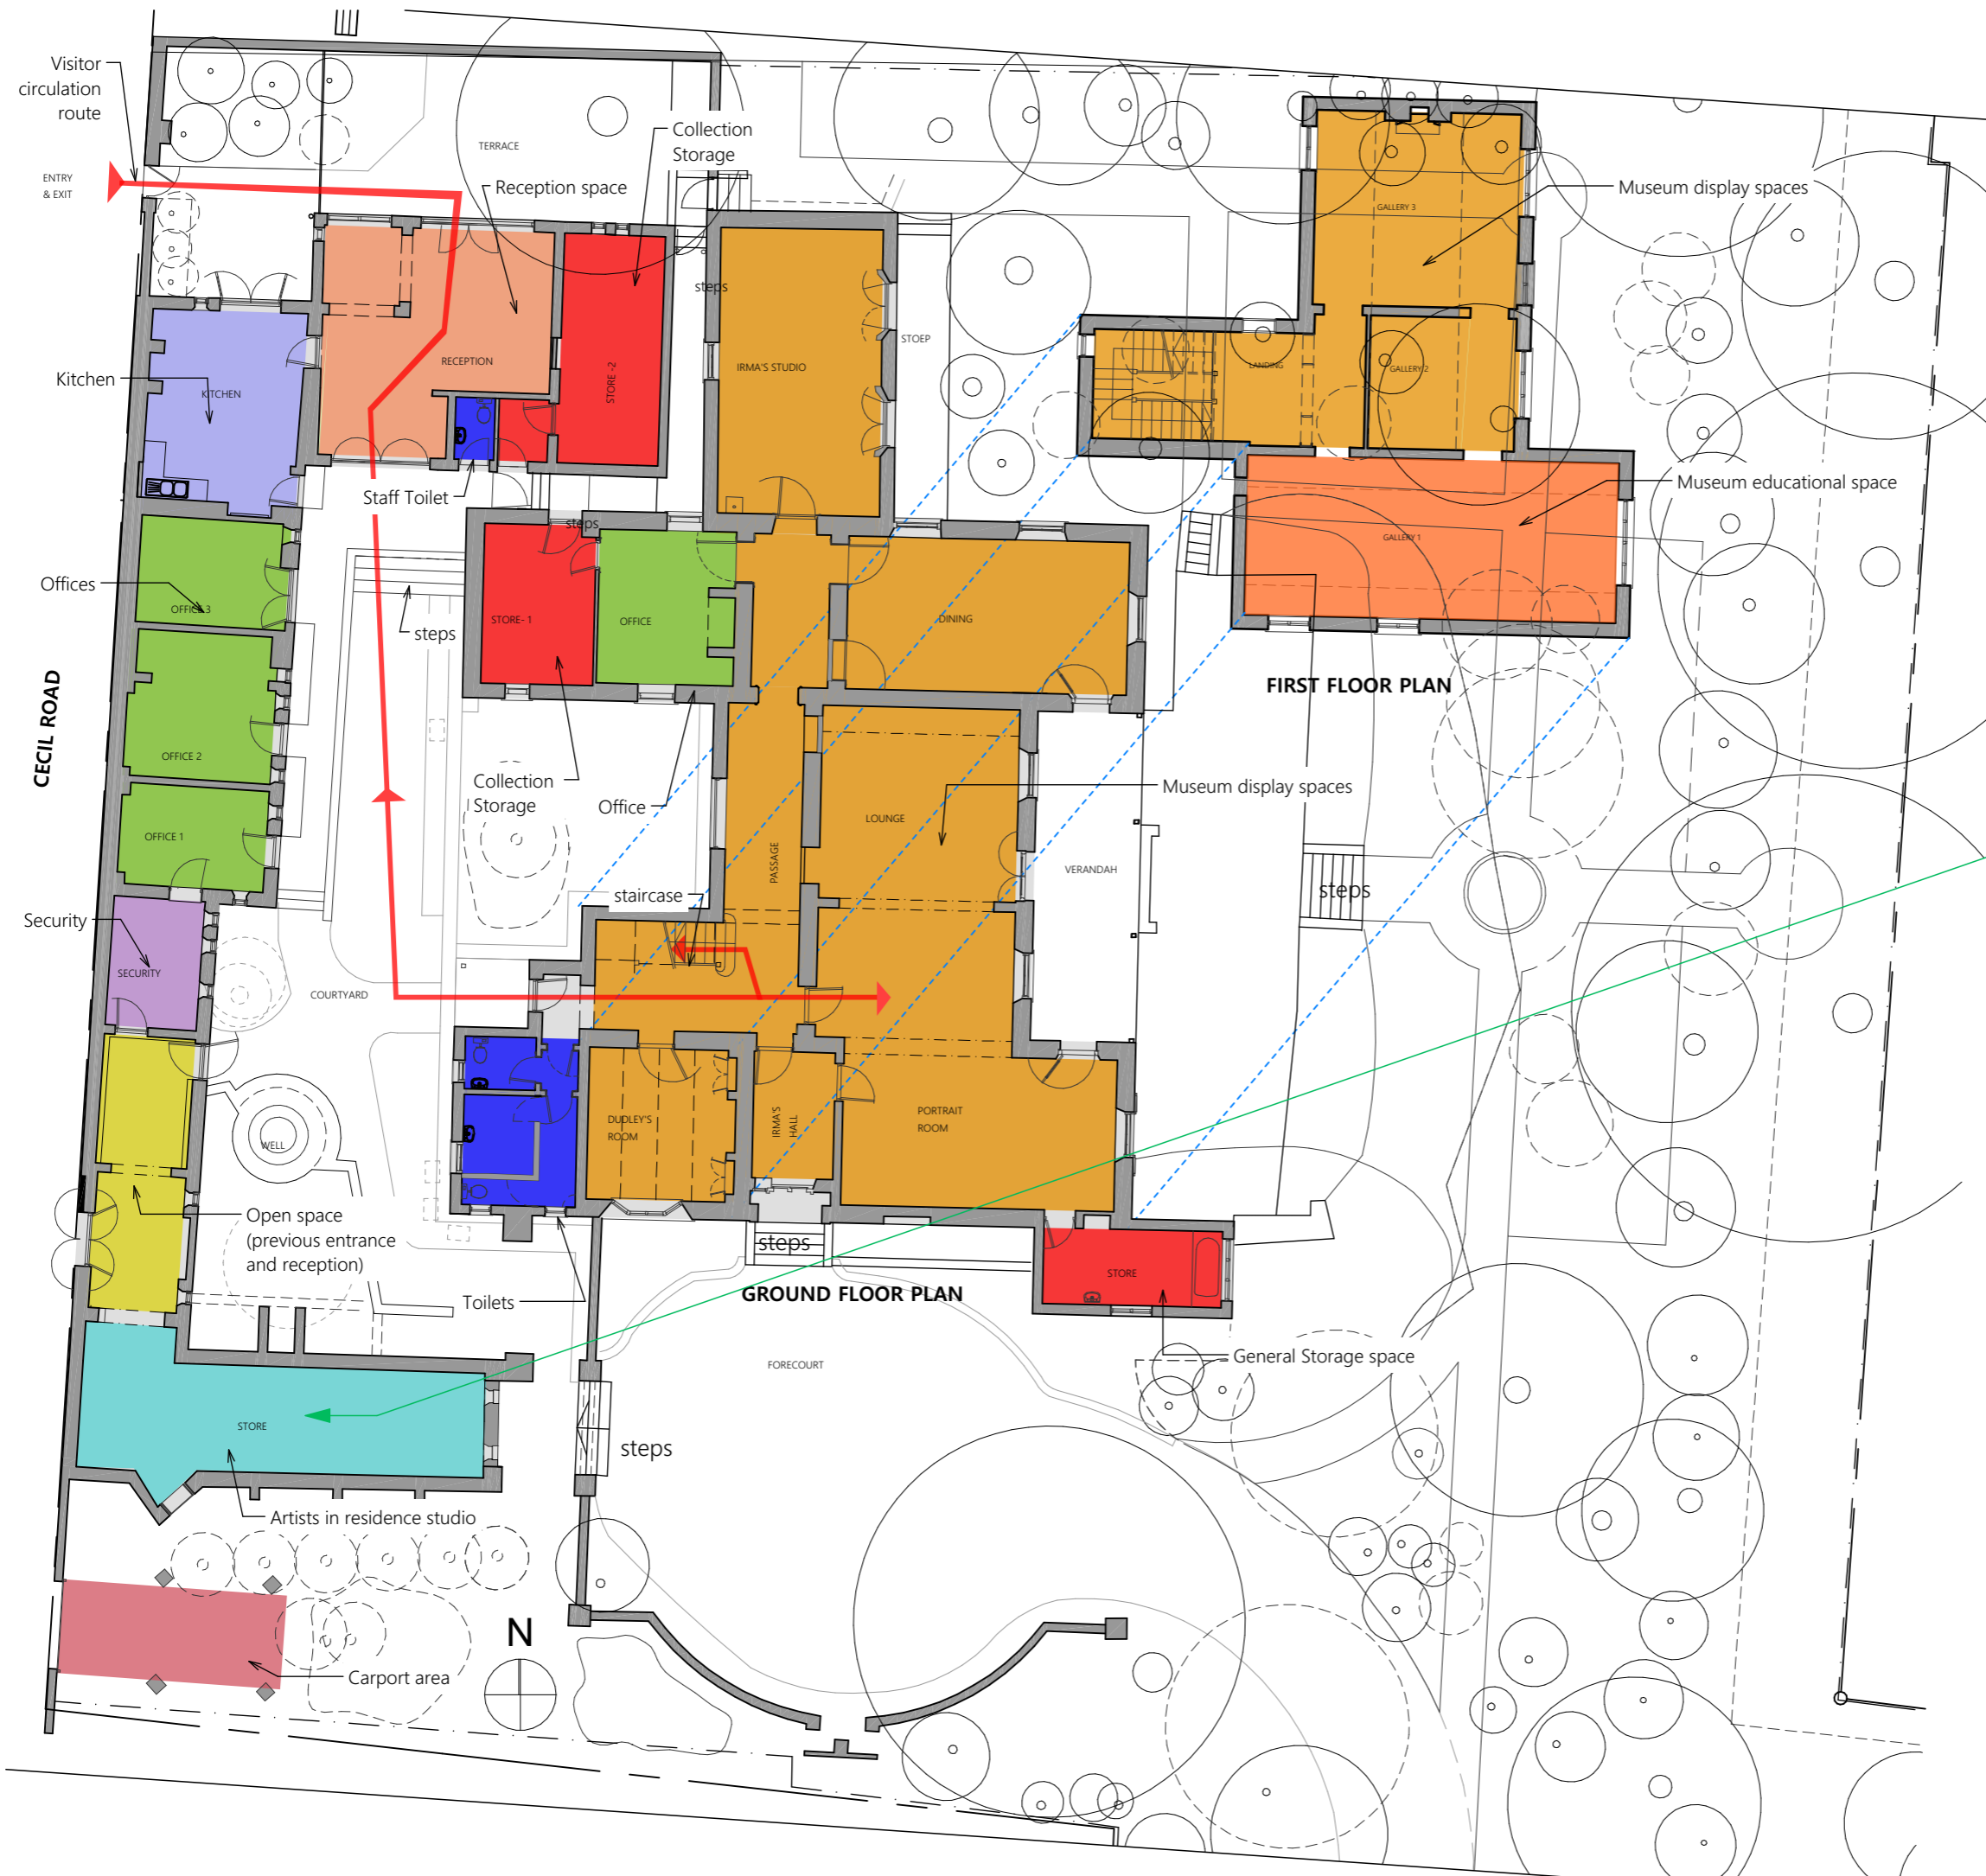 Visitor
circulation
route
ENTRY
& EXIT
TERRACE
Collection
Storage
Reception space
Museum display spaces
GALLERY 3
steps
STOEP
RECEPTION
IRMA'S STUDIO
STORE -2
LANDING
GALLERY 2
Kitchen
KITCHEN
Staff Toilet
steps
Museum educational space
GALLERY 1
Offices
OFFICE 3
steps
STORE- 1
OFFICE
DINING
FIRST FLOOR PLAN
CECIL ROAD
OFFICE 2
Collection
Storage
Office
Museum display spaces
LOUNGE
OFFICE 1
PASSAGE
VERANDAH
staircase
steps
Security
SECURITY
COURTYARD
WELL
DUDLEY'S
ROOM
IRMA'S
HALL
PORTRAIT
ROOM
Open space
(previous entrance
and reception)
steps
STORE
Toilets
GROUND FLOOR PLAN
General Storage space
FORECOURT
STORE
steps
Artists in residence studio
N
Carport area